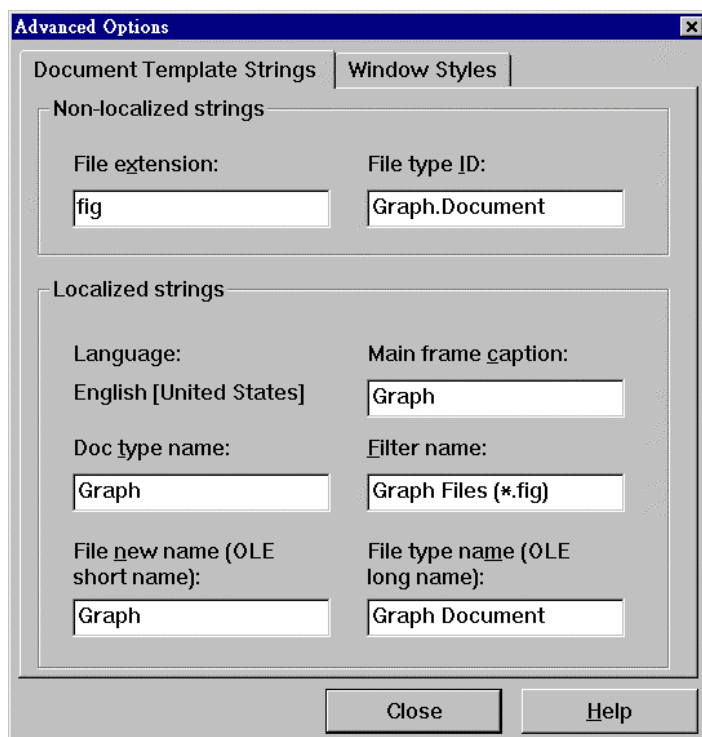 Advanced Options
Document Template Strings
Window Styles
Non-localized strings
File extension:
File type ID:
fig
Graph.Document
Localized strings
Language:
Main frame caption:
English [United States]
Graph
Doc type name:
Filter name:
Graph
Graph Files (*.fig)
File new name (OLE
short name):
File type name (OLE
long name):
Graph
Graph Document
Close
Help